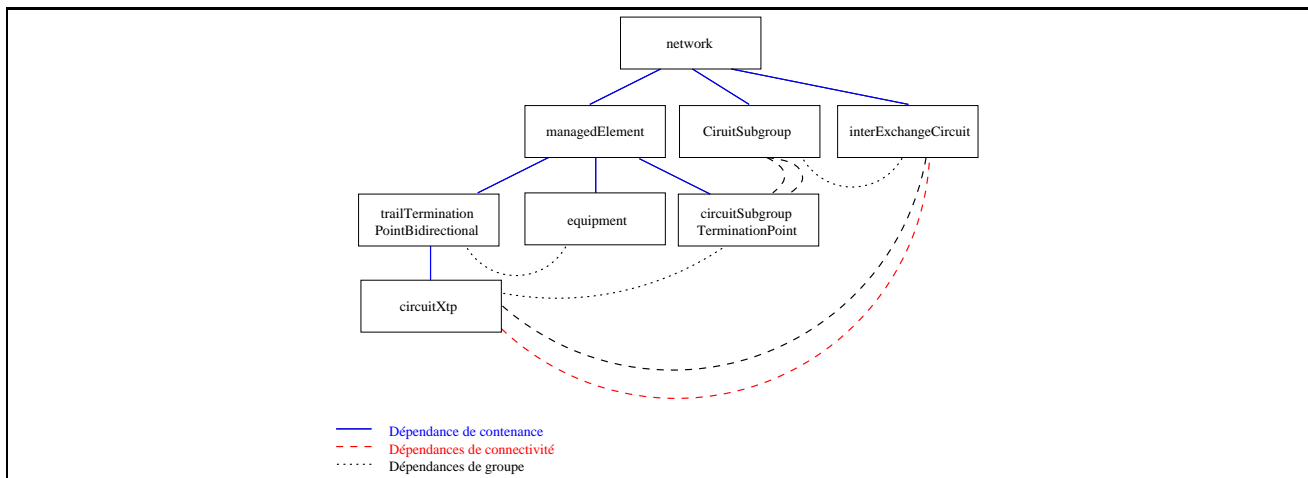 network
managedElement
CiruitSubgroup
interExchangeCircuit
trailTermination
PointBidirectional
equipment
circuitSubgroup
TerminationPoint
circuitXtp
Dépendance de contenance
Dépendances de connectivité
Dépendances de groupe